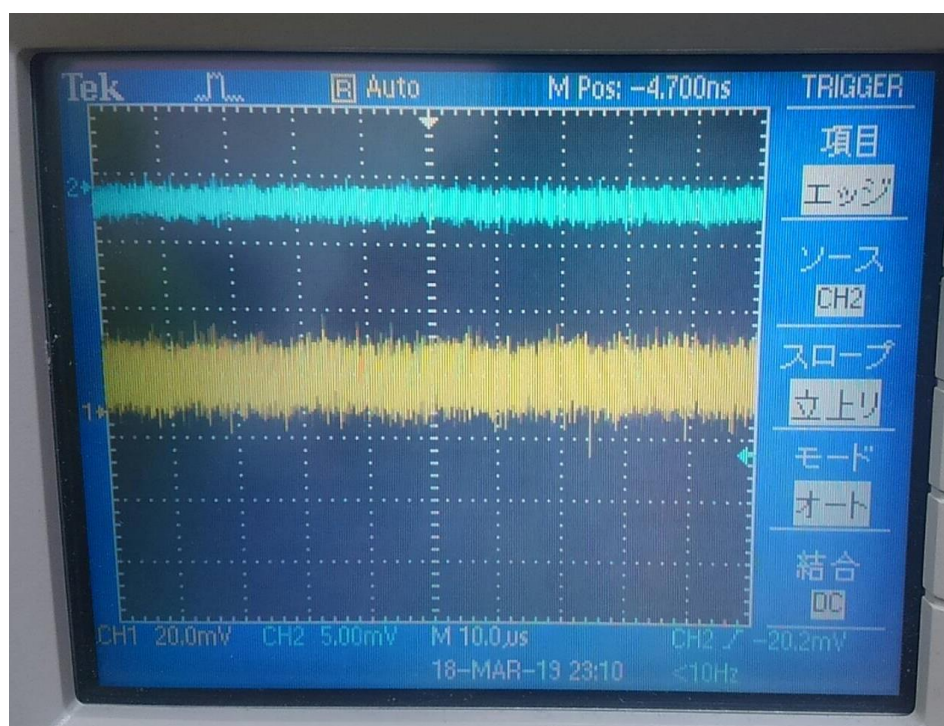 Tek R Auto M Pos: -4.700ns TRIGGER
項目
エッジ
2
ソース
CH2
スロープ
1
立上り
モード
オート
結合
DC
CH1 20.0mV CH2 5.00mV M 10.0µs CH2 -20.2mV
18-MAR-19 23:10 <10Hz